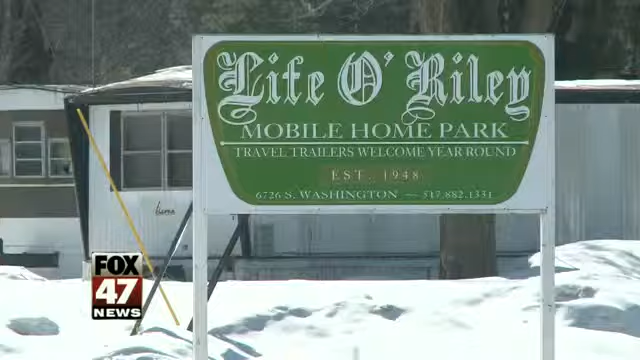 Life O' Riley
MOBILE HOME PARK
TRAVEL TRAILERS WELCOME YEAR ROUND
EST. 1948
6726 S. WASHINGTON — 517.882.1331
FOX
47
NEWS